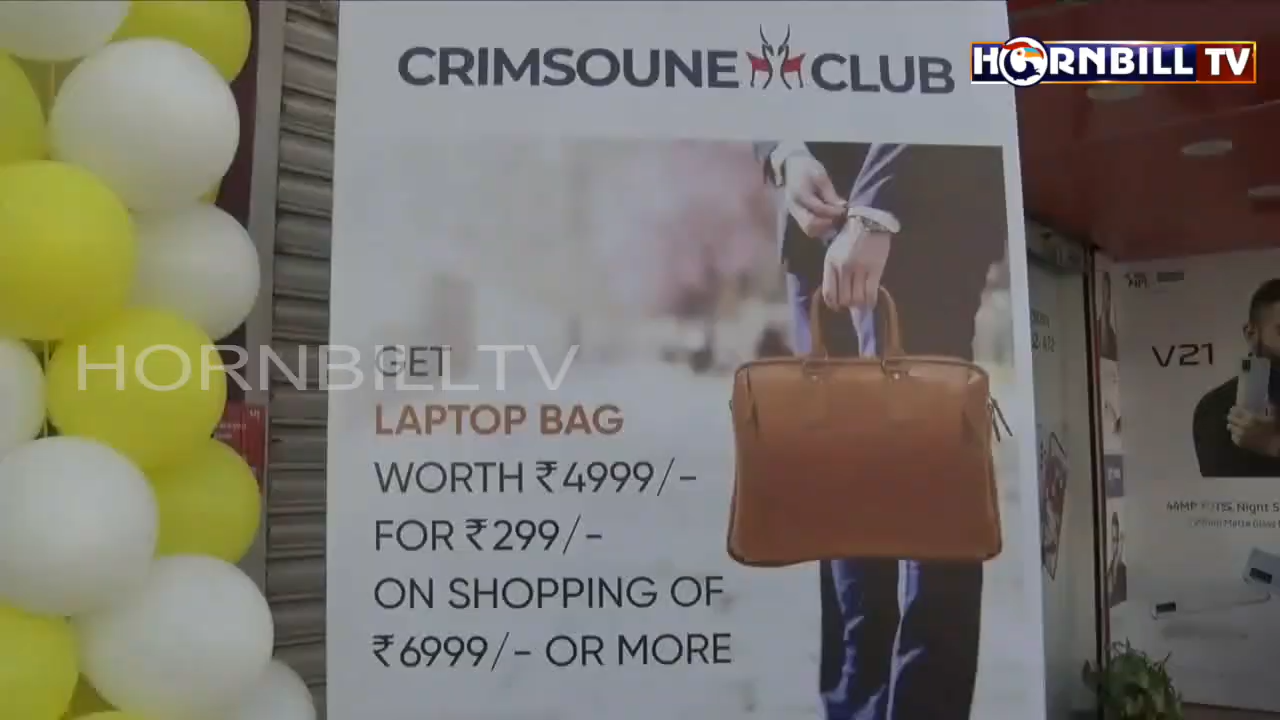 CRIMSOUNE CLUB
HORNBILL TV
HORNBILL TV
GET
LAPTOP BAG
WORTH ₹4999/-
FOR ₹299/-
ON SHOPPING OF
₹6999/- OR MORE
V21